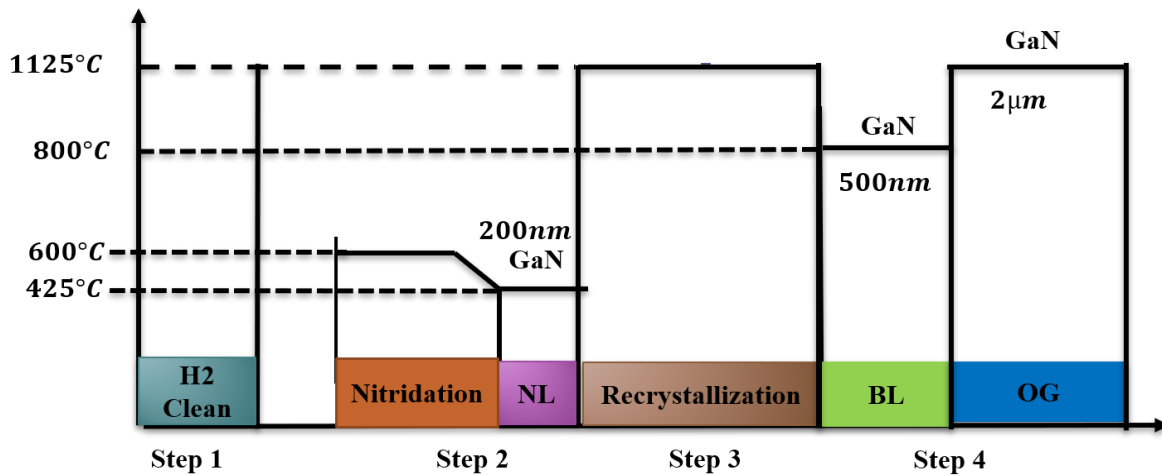 GaN
1125°C
2μm
GaN
800°C
500nm
200nm
600°C
GaN
425°C
H2
Clean
Nitridation
NL
Recrystallization
BL
OG
Step 1
Step 2
Step 3
Step 4